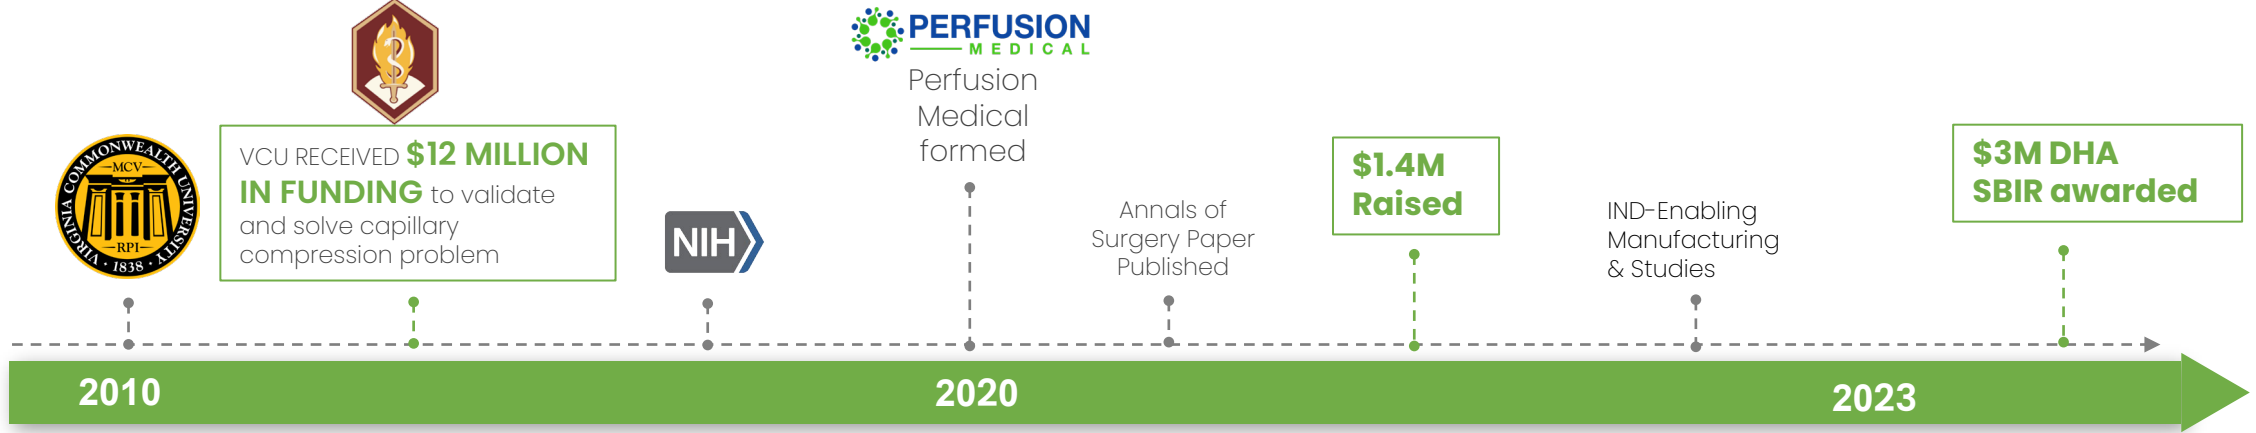 VIRGINIA COMMONWEALTH UNIVERSITY
MCV
RPI
· 1838 ·
VCU RECEIVED $12 MILLION
IN FUNDING to validate
and solve capillary
compression problem
NIH
PERFUSION
MEDICAL
Perfusion
Medical
formed
Annals of
Surgery Paper
Published
$1.4M
Raised
IND-Enabling
Manufacturing
& Studies
$3M DHA
SBIR awarded
2010
2020
2023